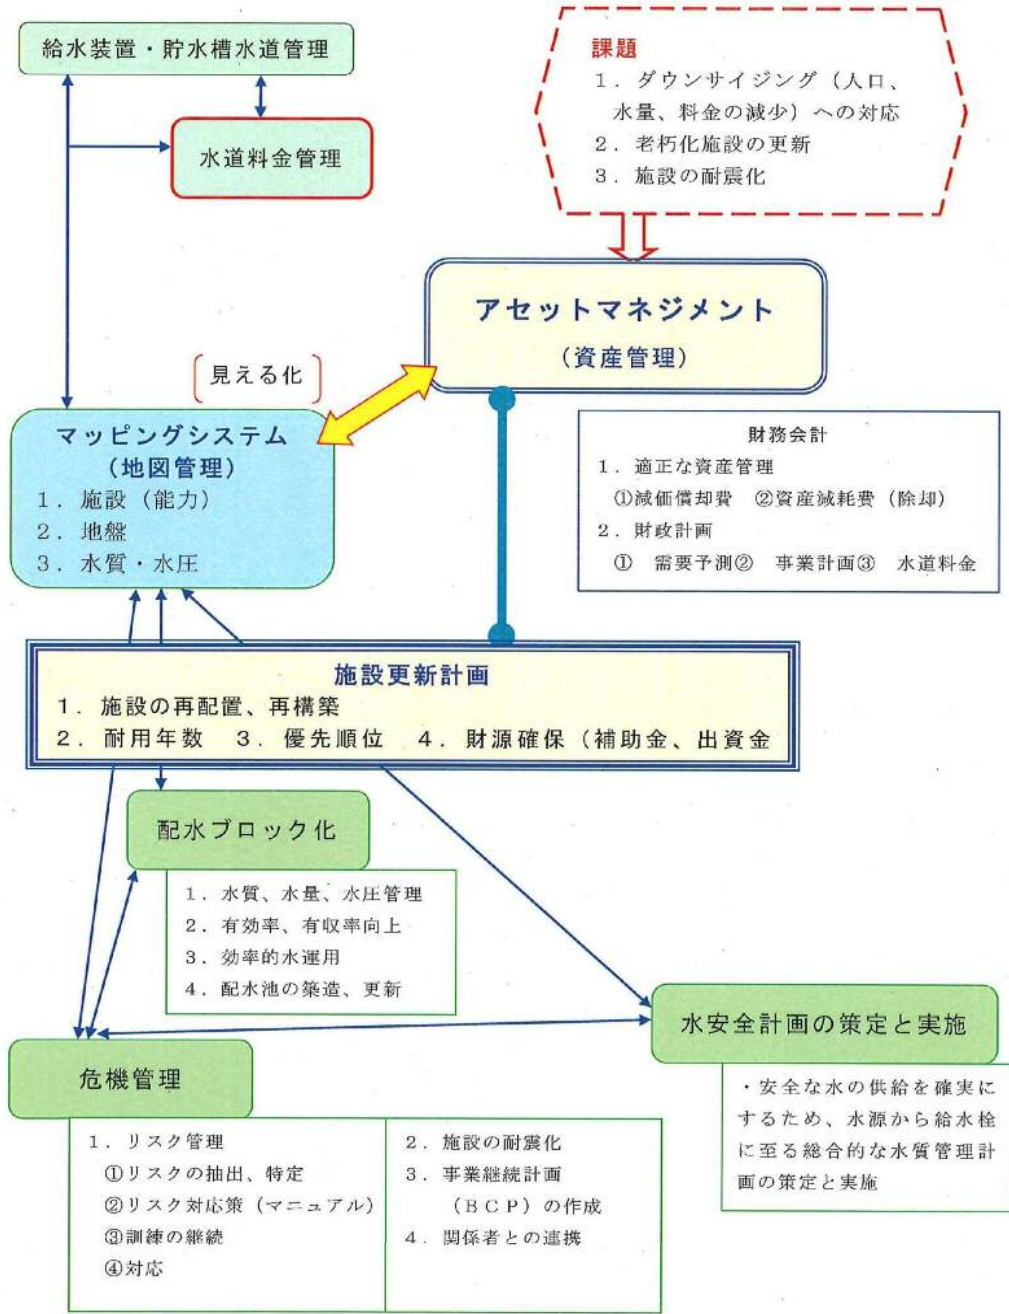 給水装置・貯水槽水道管理
水道料金管理
課題
1．ダウンサイジング（人口、
水量、料金の減少）への対応
2．老朽化施設の更新
3．施設の耐震化
アセットマネジメント
（資産管理）
見える化
マッピングシステム
（地図管理）
1．施設（能力）
2．地盤
3．水質・水圧
財務会計
1．適正な資産管理
①減価償却費　②資産減耗費（除却）
2．財政計画
①　需要予測②　事業計画③　水道料金
施設更新計画
1．施設の再配置、再構築
2．耐用年数　3．優先順位　4．財源確保（補助金、出資金
配水ブロック化
1．水質、水量、水圧管理
2．有効率、有収率向上
3．効率的水運用
4．配水池の築造、更新
水安全計画の策定と実施
・安全な水の供給を確実に
するため、水源から給水栓
に至る総合的な水質管理計
画の策定と実施
危機管理
1．リスク管理
①リスクの抽出、特定
②リスク対応策（マニュアル）
③訓練の継続
④対応
2．施設の耐震化
3．事業継続計画
（ＢＣＰ）の作成
4．関係者との連携